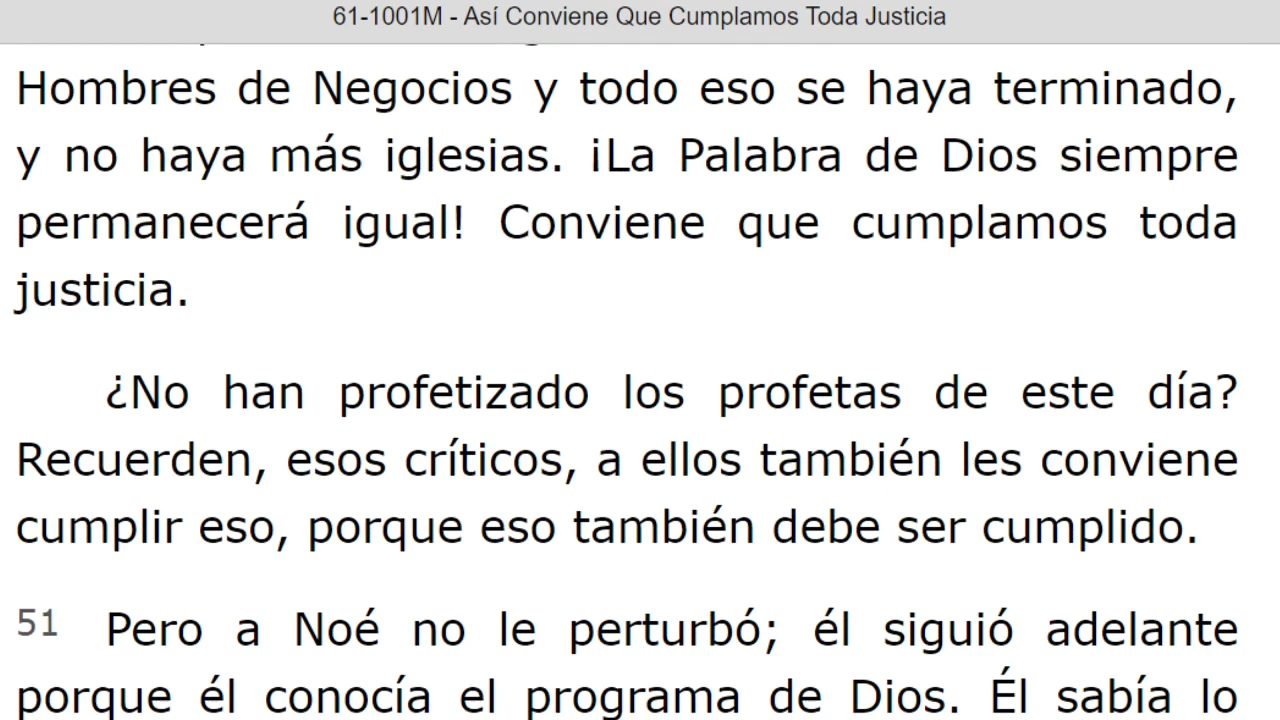 61-1001M - Así Conviene Que Cumplamos Toda Justicia
Hombres de Negocios y todo eso se haya terminado,
y no haya más iglesias. ¡La Palabra de Dios siempre
permanecerá igual! Conviene que cumplamos toda
justicia.
¿No han profetizado los profetas de este día?
Recuerden, esos críticos, a ellos también les conviene
cumplir eso, porque eso también debe ser cumplido.
51 Pero a Noé no le perturbó; él siguió adelante
porque él conocía el programa de Dios. Él sabía lo